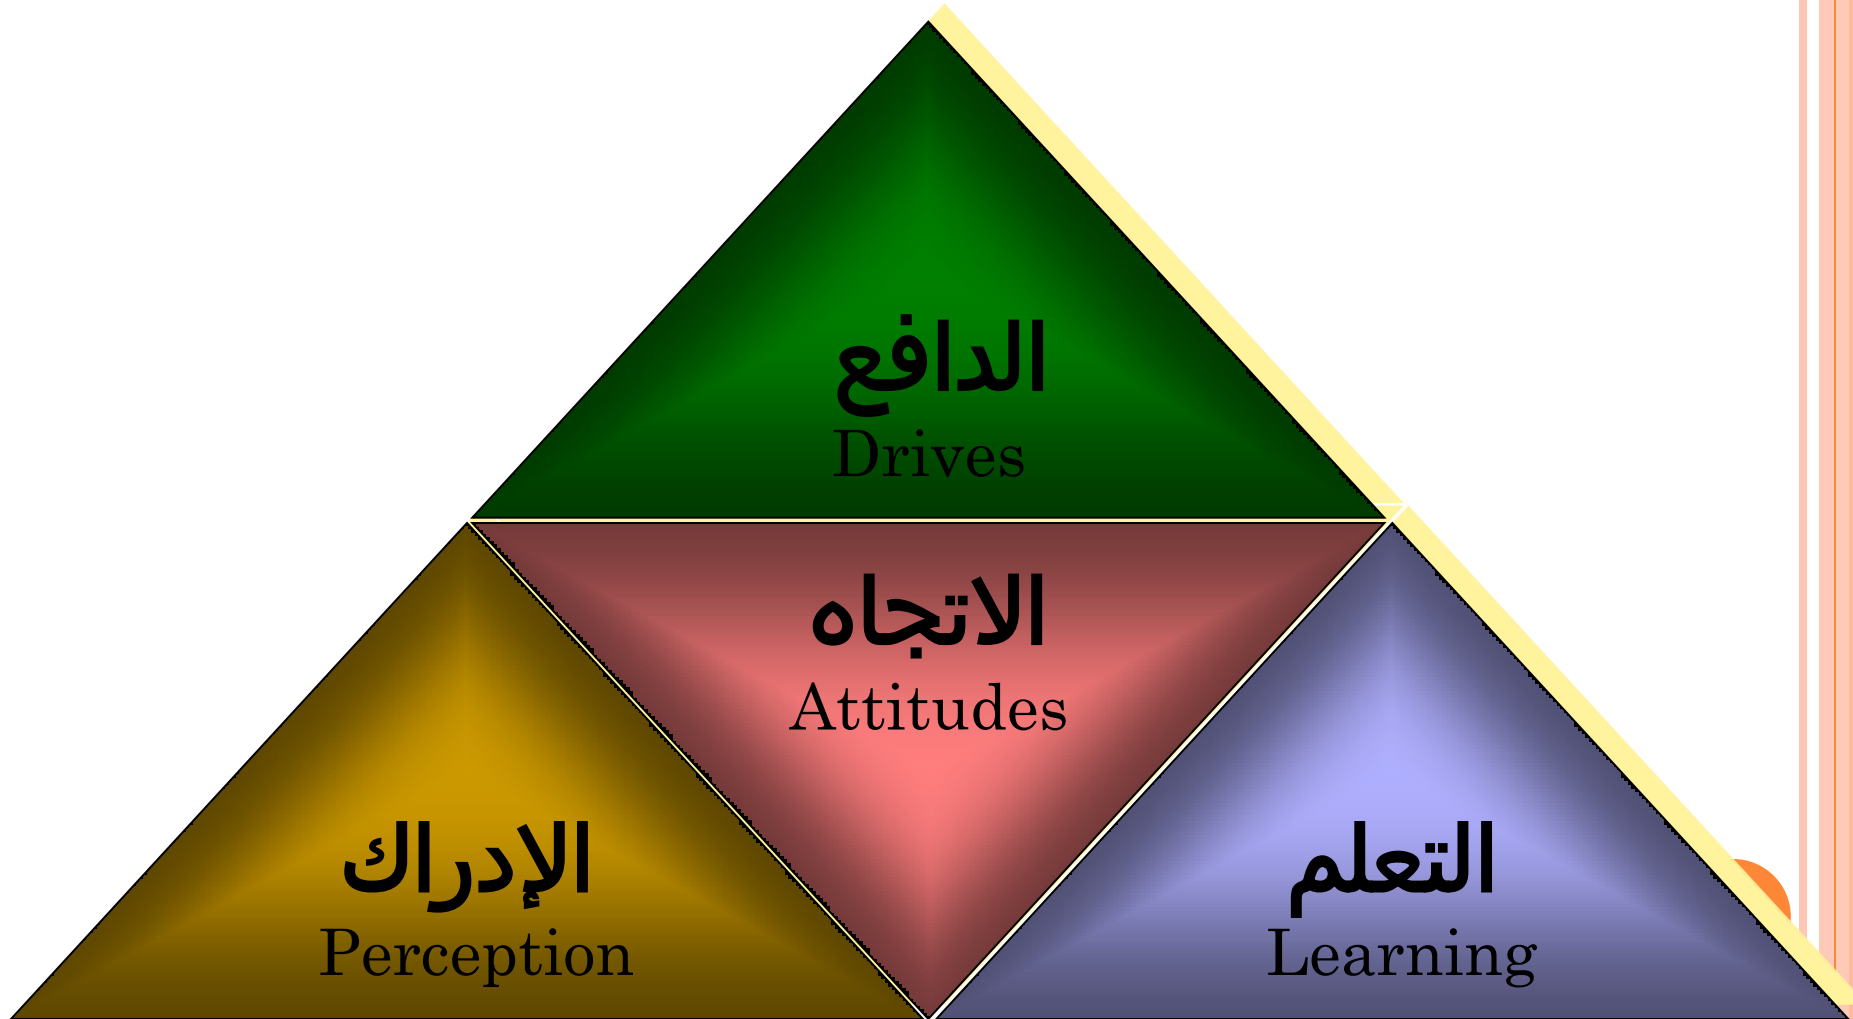 الدافع
Drives
الاتجاه
Attitudes
الإدراك
Perception
التعلم
Learning